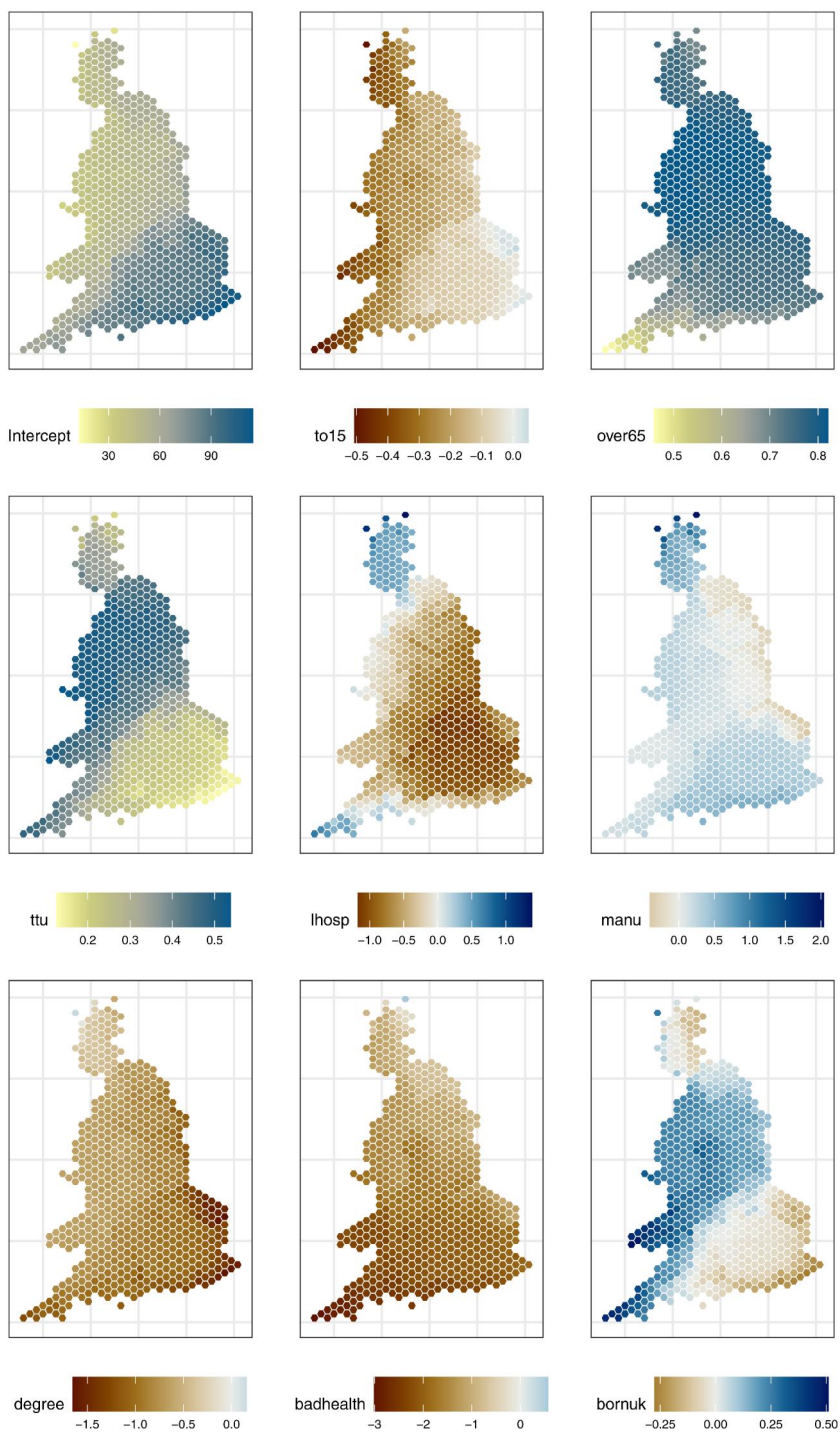 Intercept
30 60 90
to15
−0.5 −0.4 −0.3 −0.2 −0.1 0.0
over65
0.5 0.6 0.7 0.8
ttu
0.2 0.3 0.4 0.5
lhosp
−1.0 −0.5 0.0 0.5 1.0
manu
0.0 0.5 1.0 1.5 2.0
degree
−1.5 −1.0 −0.5 0.0
badhealth
−3 −2 −1 0
bornuk
−0.25 0.00 0.25 0.50